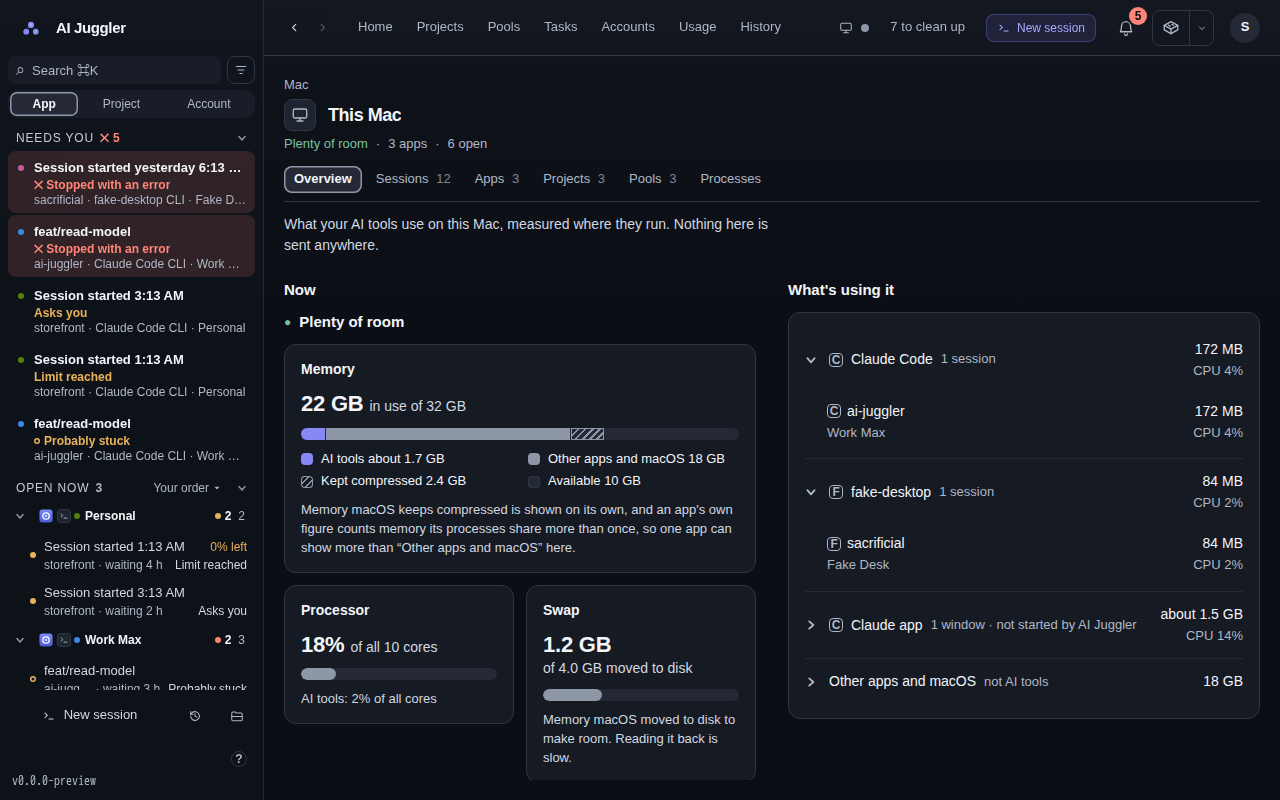 AI Juggler
Search ⌘K
App
Project
Account
NEEDS YOU 5
Session started yesterday 6:13 …
Stopped with an error
sacrificial · fake-desktop CLI · Fake D…
feat/read-model
Stopped with an error
ai-juggler · Claude Code CLI · Work …
Session started 3:13 AM
Asks you
storefront · Claude Code CLI · Personal
Session started 1:13 AM
Limit reached
storefront · Claude Code CLI · Personal
feat/read-model
Probably stuck
ai-juggler · Claude Code CLI · Work …
OPEN NOW 3
Your order
Personal
2 2
Session started 1:13 AM
0% left
storefront · waiting 4 h
Limit reached
Session started 3:13 AM
storefront · waiting 2 h
Asks you
Work Max
2 3
feat/read-model
ai-jugg… · waiting 3 h
Probably stuck
New session
?
v0.0.0-preview
Home
Projects
Pools
Tasks
Accounts
Usage
History
7 to clean up
New session
5
S
Mac
This Mac
Plenty of room · 3 apps · 6 open
Overview
Sessions 12
Apps 3
Projects 3
Pools 3
Processes
What your AI tools use on this Mac, measured where they run. Nothing here is
sent anywhere.
Now
Plenty of room
Memory
22 GB in use of 32 GB
AI tools about 1.7 GB
Other apps and macOS 18 GB
Kept compressed 2.4 GB
Available 10 GB
Memory macOS keeps compressed is shown on its own, and an app's own
figure counts memory its processes share more than once, so one app can
show more than “Other apps and macOS” here.
Processor
18% of all 10 cores
AI tools: 2% of all cores
Swap
1.2 GB
of 4.0 GB moved to disk
Memory macOS moved to disk to
make room. Reading it back is
slow.
What's using it
C Claude Code 1 session
172 MB
CPU 4%
C ai-juggler
172 MB
Work Max
CPU 4%
F fake-desktop 1 session
84 MB
CPU 2%
F sacrificial
84 MB
Fake Desk
CPU 2%
C Claude app 1 window · not started by AI Juggler
about 1.5 GB
CPU 14%
Other apps and macOS not AI tools
18 GB